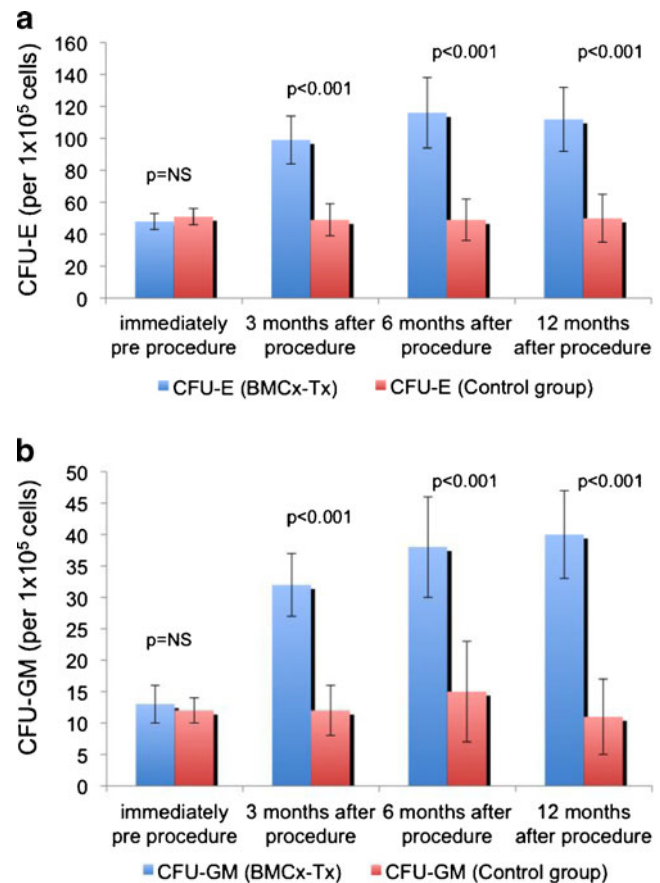 a
CFU-E (per 1x10⁵ cells)
160
140
120
100
80
60
40
20
0
p=NS
p<0.001
p<0.001
p<0.001
immediately pre procedure
3 months after procedure
6 months after procedure
12 months after procedure
CFU-E (BMCx-Tx)
CFU-E (Control group)
b
CFU-GM (per 1x10⁵ cells)
50
45
40
35
30
25
20
15
10
5
0
p=NS
p<0.001
p<0.001
p<0.001
immediately pre procedure
3 months after procedure
6 months after procedure
12 months after procedure
CFU-GM (BMCx-Tx)
CFU-GM (Control group)